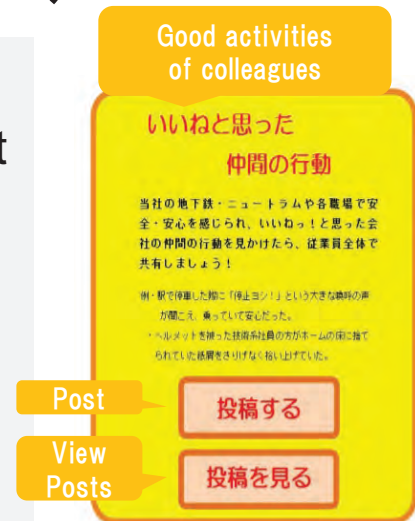 Good activities
of colleagues
いいねと思った
仲間の行動
当社の地下鉄・ニュートラムや各職場で安
全・安心を感じられ、いいねっ！と思った会
社の仲間の行動を見かけたら、従業員全体で
共有しましょう！
例・駅で停車した際に「停止ヨシ！」という大きな喚呼の声
が聞こえ、乗っていて安心だった。
・ヘルメットを被った技術系社員の方がホームの床に捨て
られていた紙屑をさりげなく拾い上げていた。
Post
投稿する
View
Posts
投稿を見る
t